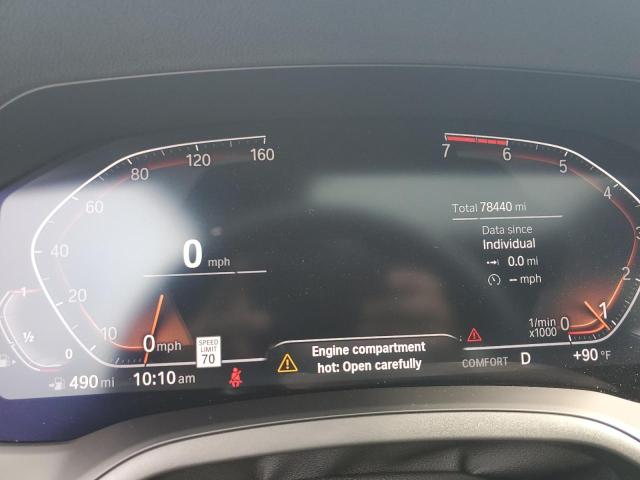 160
120
80
60
40
20
10
0 mph
0 mph
SPEED
LIMIT
70
1
½
0
490 mi
10:10 am
Engine compartment
hot: Open carefully
7
6
5
4
3
2
1
0
1/min
x1000
Total 78440 mi
Data since
Individual
0.0 mi
– mph
COMFORT D
+90 °F